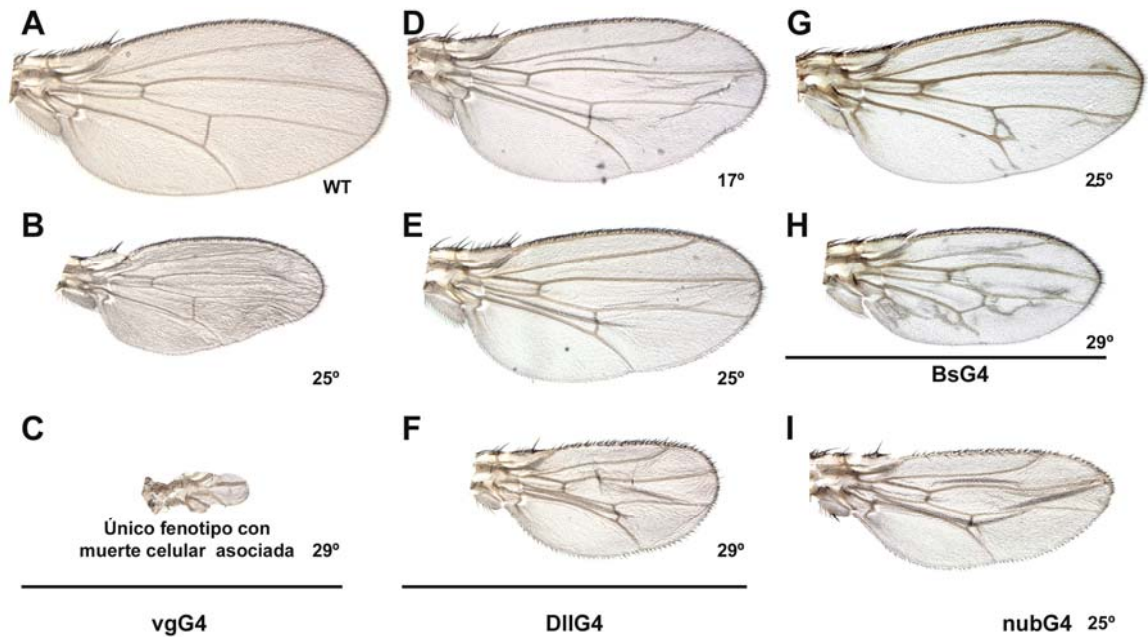 A
WT
D
17º
G
25º
B
25º
E
25º
H
29º
BsG4
C
Único fenotipo con
muerte celular asociada 29º
F
29º
I
vgG4
DllG4
nubG4 25º